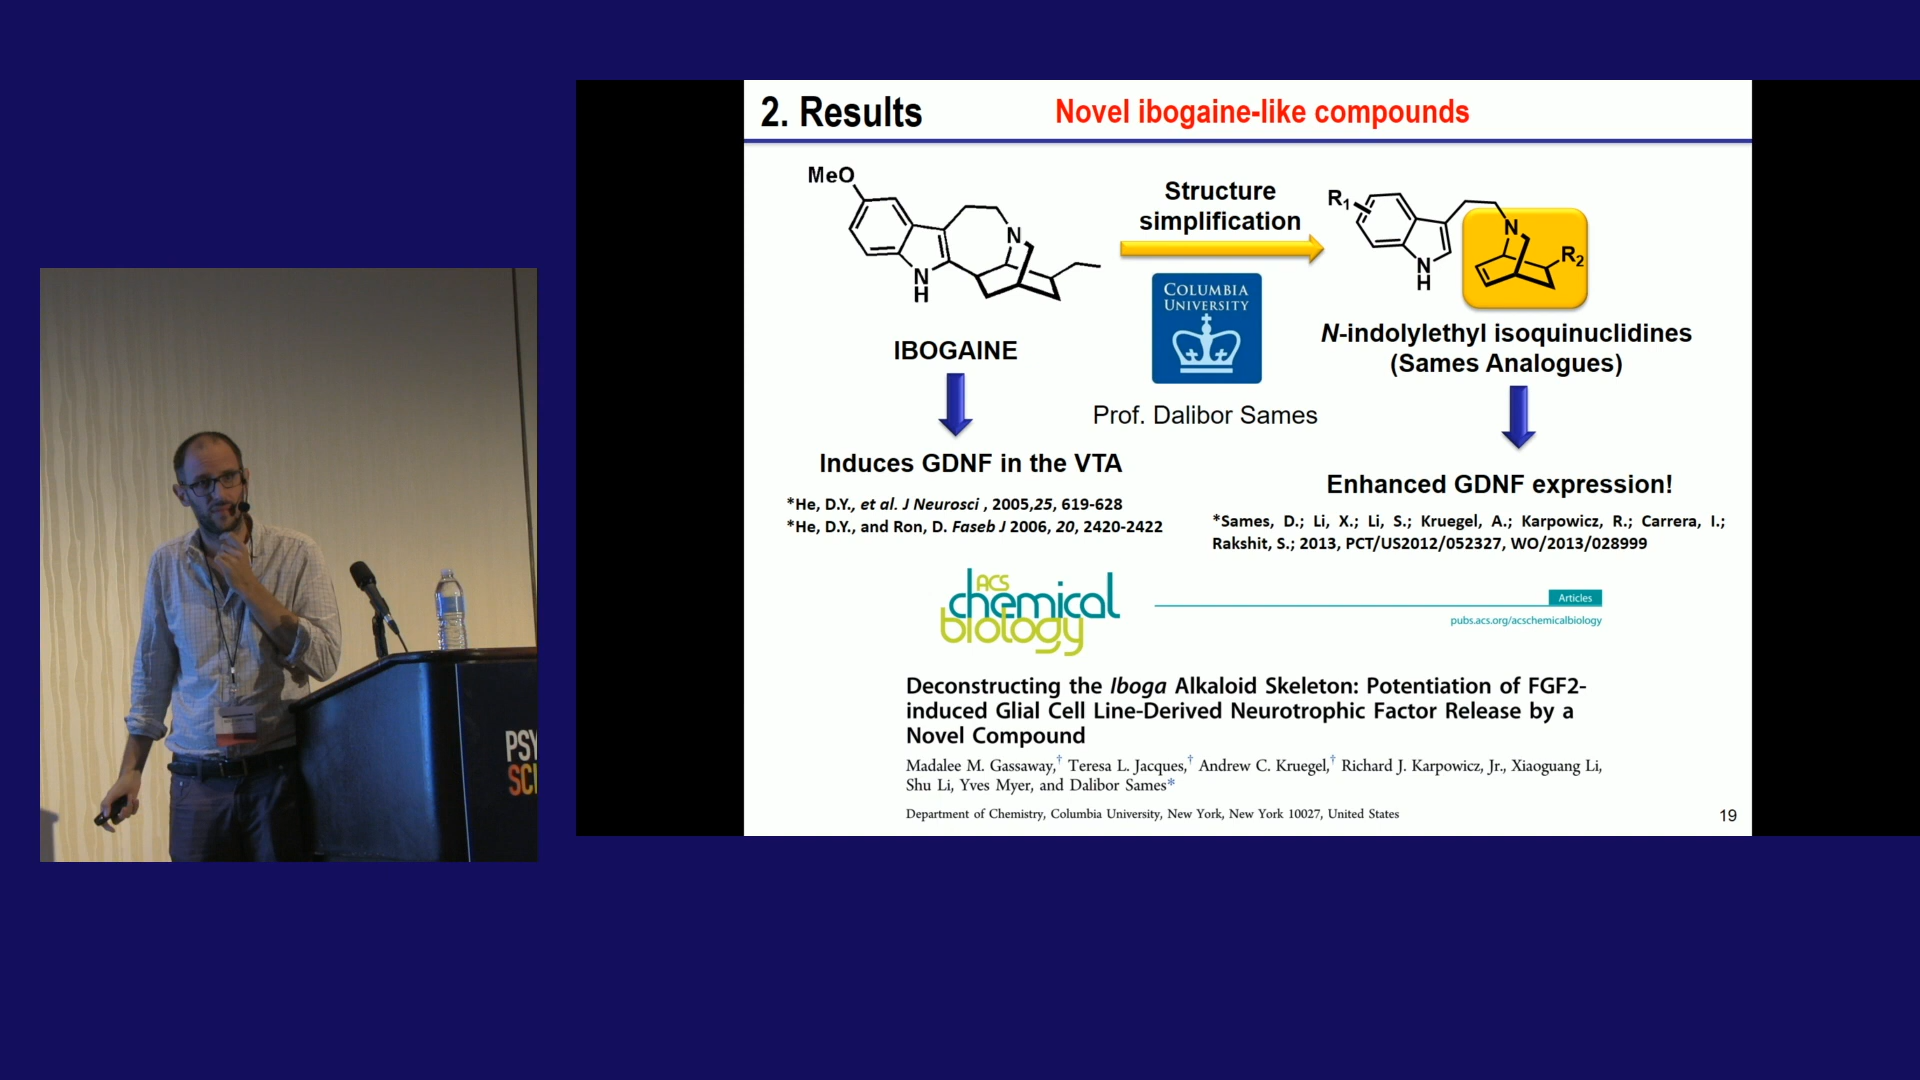 2. Results
Novel ibogaine-like compounds
MeO
N
N
H
Structure
simplification
R1
N
R2
N
H
COLUMBIA
UNIVERSITY
IBOGAINE
N-indolylethyl isoquinuclidines
(Sames Analogues)
Prof. Dalibor Sames
Induces GDNF in the VTA
*He, D.Y., et al. J Neurosci , 2005,25, 619-628
*He, D.Y., and Ron, D. Faseb J 2006, 20, 2420-2422
Enhanced GDNF expression!
*Sames, D.; Li, X.; Li, S.; Kruegel, A.; Karpowicz, R.; Carrera, I.;
Rakshit, S.; 2013, PCT/US2012/052327, WO/2013/028999
ACS
chemical
biology
Articles
pubs.acs.org/acschemicalbiology
Deconstructing the Iboga Alkaloid Skeleton: Potentiation of FGF2-
induced Glial Cell Line-Derived Neurotrophic Factor Release by a
Novel Compound
Madalee M. Gassaway,† Teresa L. Jacques,† Andrew C. Kruegel,† Richard J. Karpowicz, Jr., Xiaoguang Li,
Shu Li, Yves Myer, and Dalibor Sames*
Department of Chemistry, Columbia University, New York, New York 10027, United States
19
PSY
SCI